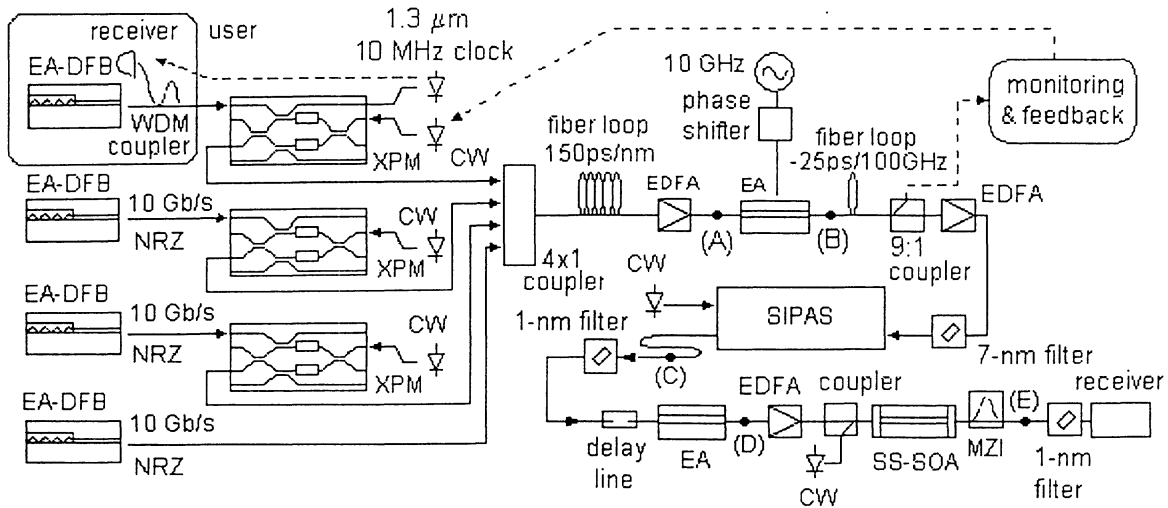 receiver user
1.3 μm
10 MHz clock
EA-DFB
WDM
coupler
XPM
CW
EA-DFB
10 Gb/s
NRZ
CW
XPM
EA-DFB
10 Gb/s
NRZ
CW
XPM
EA-DFB
10 Gb/s
NRZ
4x1
coupler
fiber loop
150ps/nm
EDFA
(A)
10 GHz
phase
shifter
EA
(B)
fiber loop
-25ps/100GHz
9:1
coupler
monitoring
& feedback
EDFA
CW
SIPAS
7-nm filter
1-nm filter
(C)
delay
line
EA
(D)
EDFA
coupler
CW
SS-SOA
MZI
(E)
1-nm
filter
receiver